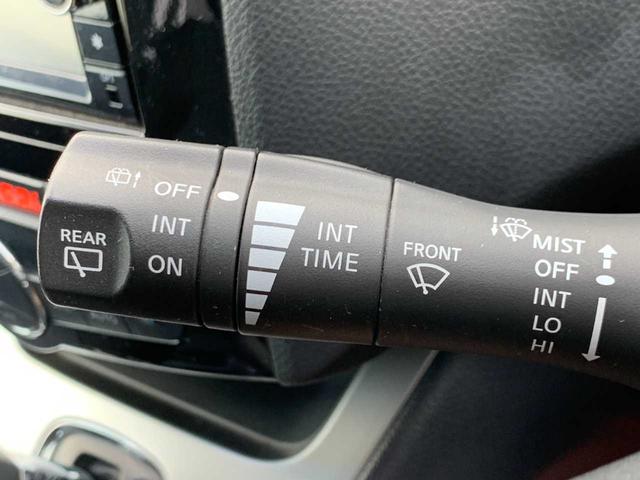 REAR
OFF
INT
ON
INT
TIME
FRONT
MIST
OFF
INT
LO
HI